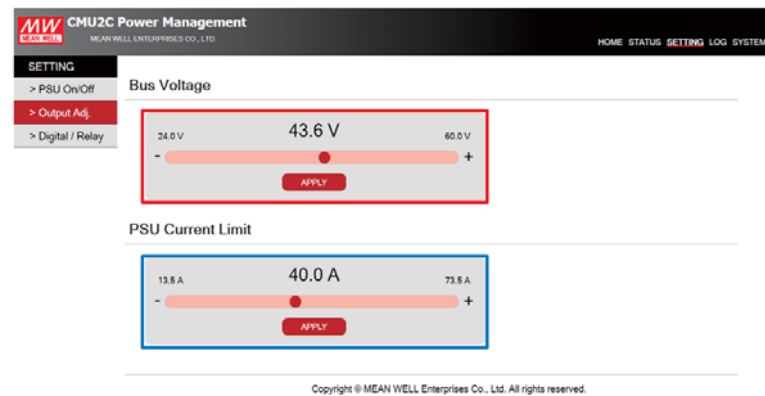 MW
MEAN WELL
CMU2C Power Management
MEAN WELL ENTERPRISES CO., LTD.
HOME STATUS SETTING LOG SYSTEM
SETTING
> PSU On/Off
> Output Adj.
> Digital / Relay
Bus Voltage
24.0 V 43.6 V 60.0 V
- +
APPLY
PSU Current Limit
13.5 A 40.0 A 73.5 A
- +
APPLY
Copyright © MEAN WELL Enterprises Co., Ltd. All rights reserved.